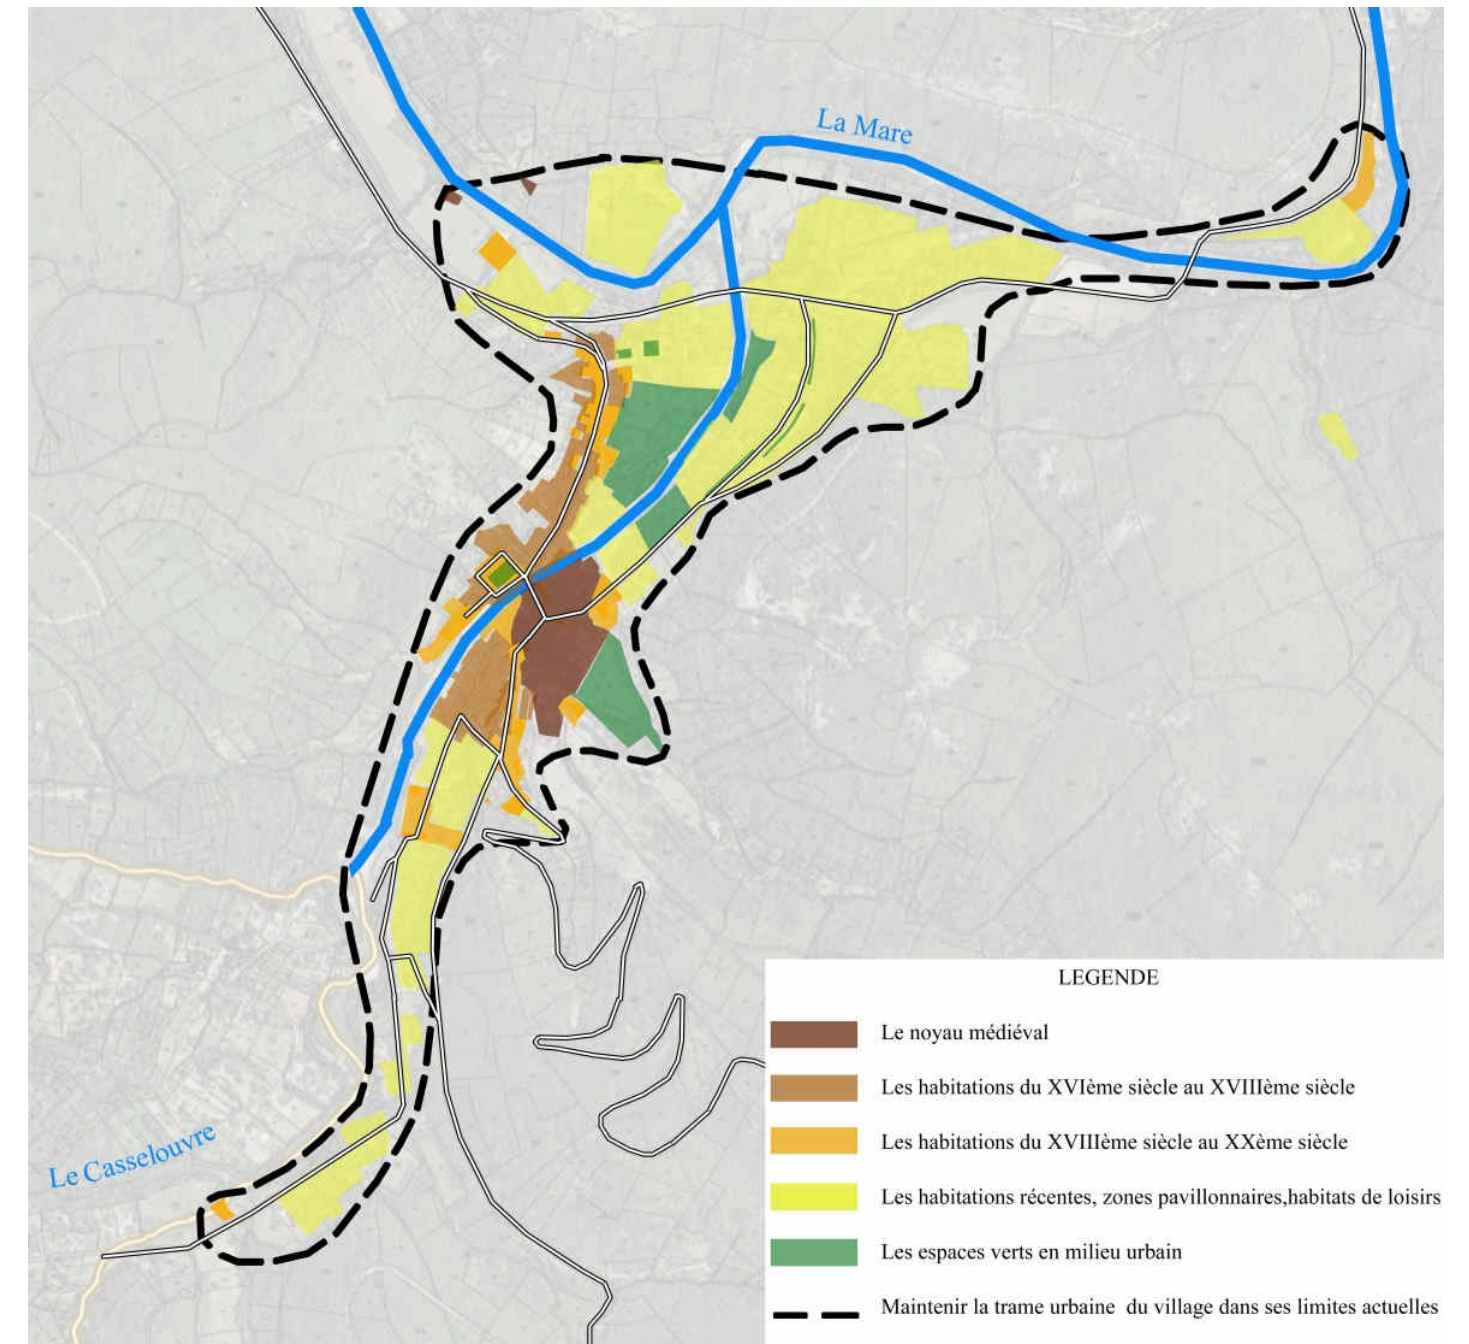 La Mare
Le Casselouvre
LEGENDE
Le noyau médiéval
Les habitations du XVIème siècle au XVIIIème siècle
Les habitations du XVIIIème siècle au XXème siècle
Les habitations récentes, zones pavillonnaires,habitats de loisirs
Les espaces verts en milieu urbain
Maintenir la trame urbaine du village dans ses limites actuelles